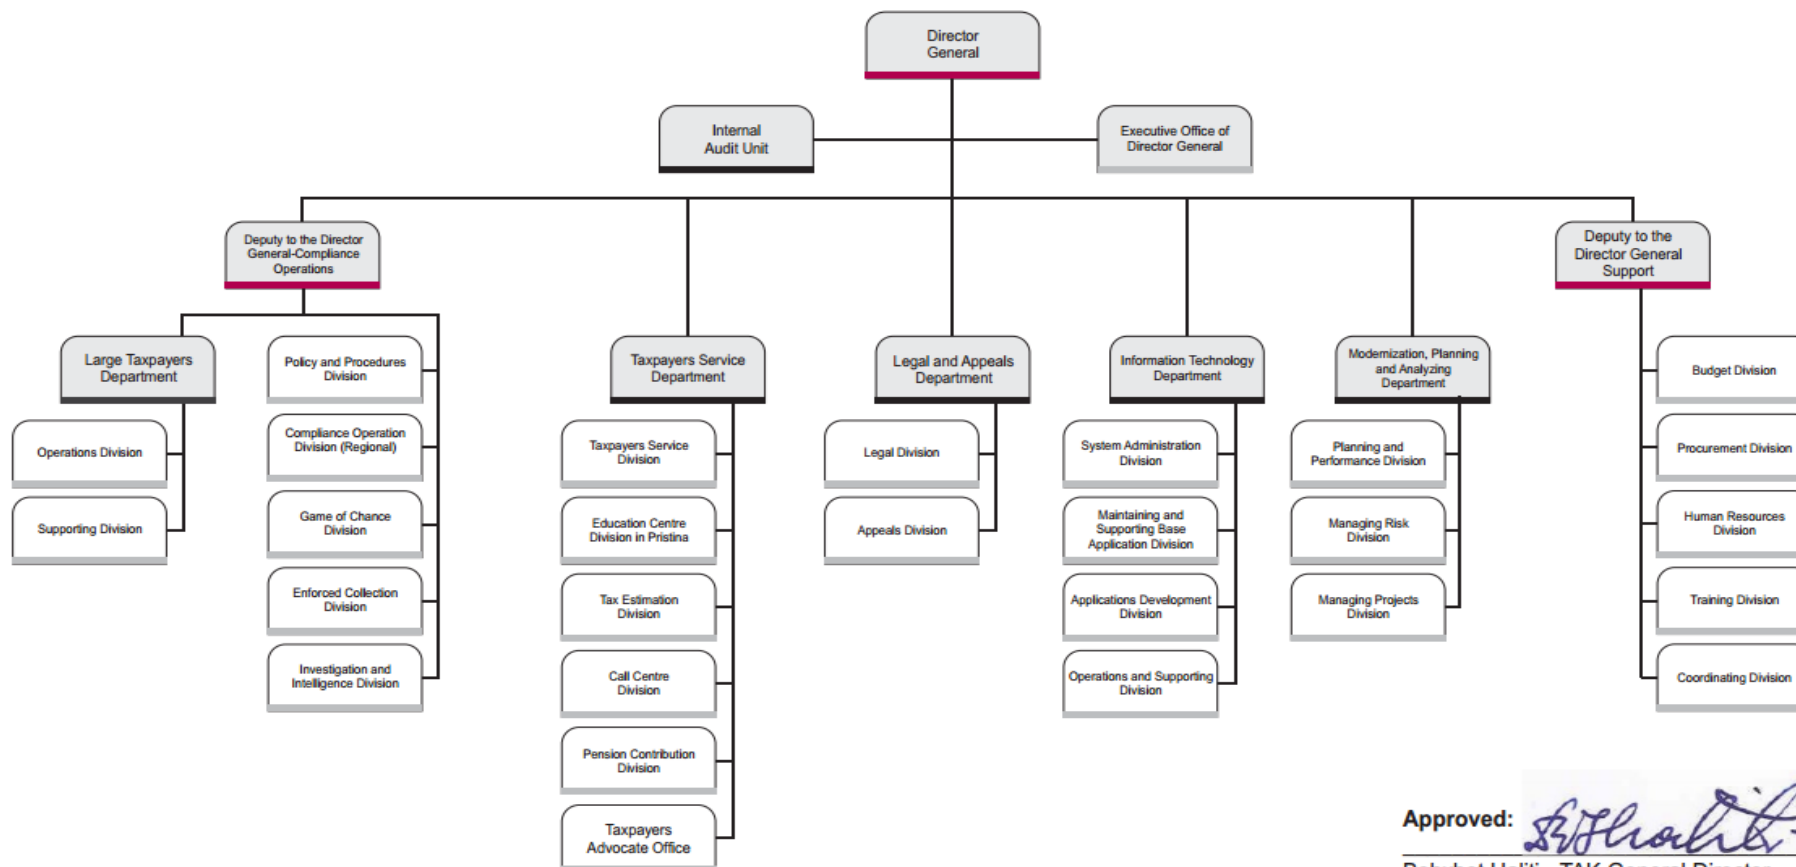 Director
General
Internal
Audit Unit
Executive Office of
Director General
Deputy to the Director
General-Compliance
Operations
Deputy to the
Director General
Support
Large Taxpayers
Department
Policy and Procedures
Division
Taxpayers Service
Department
Legal and Appeals
Department
Information Technology
Department
Modernization, Planning
and Analyzing
Department
Budget Division
Operations Division
Compliance Operation
Division (Regional)
Taxpayers Service
Division
Legal Division
System Administration
Division
Planning and
Performance Division
Procurement Division
Supporting Division
Game of Chance
Division
Education Centre
Division in Pristina
Appeals Division
Maintaining and
Supporting Base
Application Division
Managing Risk
Division
Human Resources
Division
Enforced Collection
Division
Tax Estimation
Division
Applications Development
Division
Managing Projects
Division
Training Division
Investigation and
Intelligence Division
Call Centre
Division
Operations and Supporting
Division
Coordinating Division
Pension Contribution
Division
Taxpayers
Advocate Office
Approved: